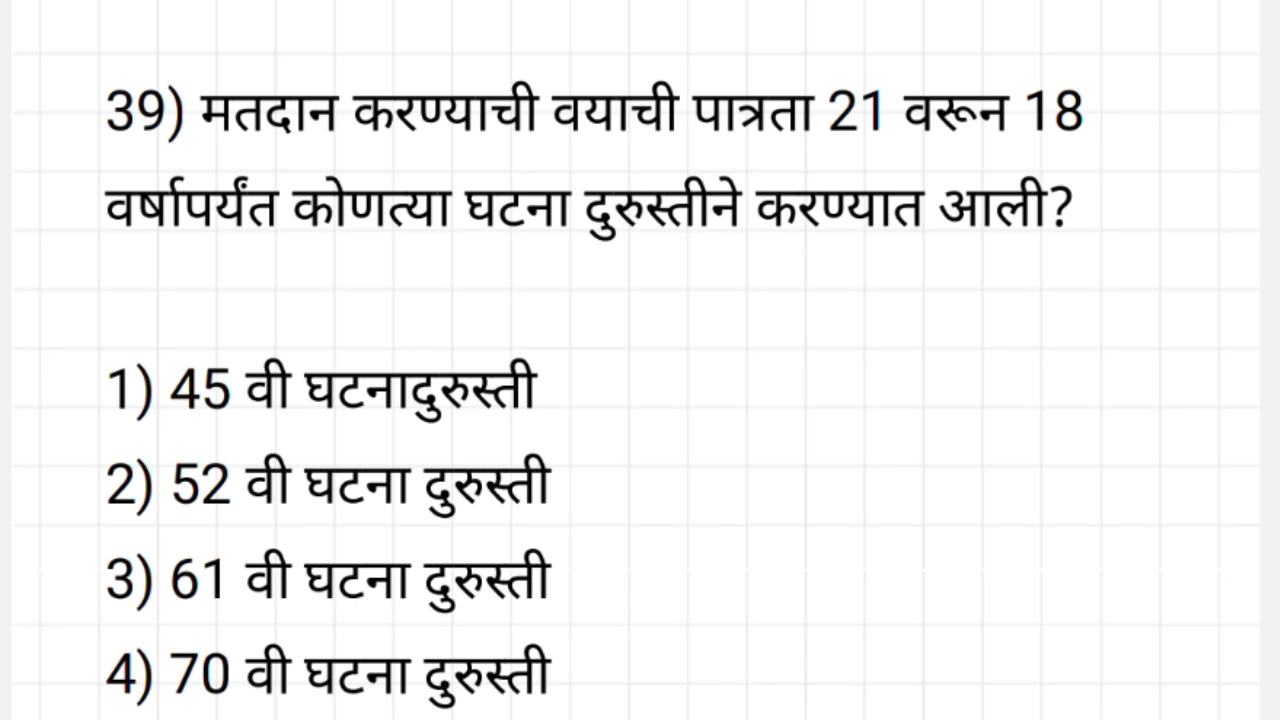 39) मतदान करण्याची वयाची पात्रता 21 वरून 18
वर्षापर्यंत कोणत्या घटना दुरुस्तीने करण्यात आली?
1) 45 वी घटनादुरुस्ती
2) 52 वी घटना दुरुस्ती
3) 61 वी घटना दुरुस्ती
4) 70 वी घटना दुरुस्ती